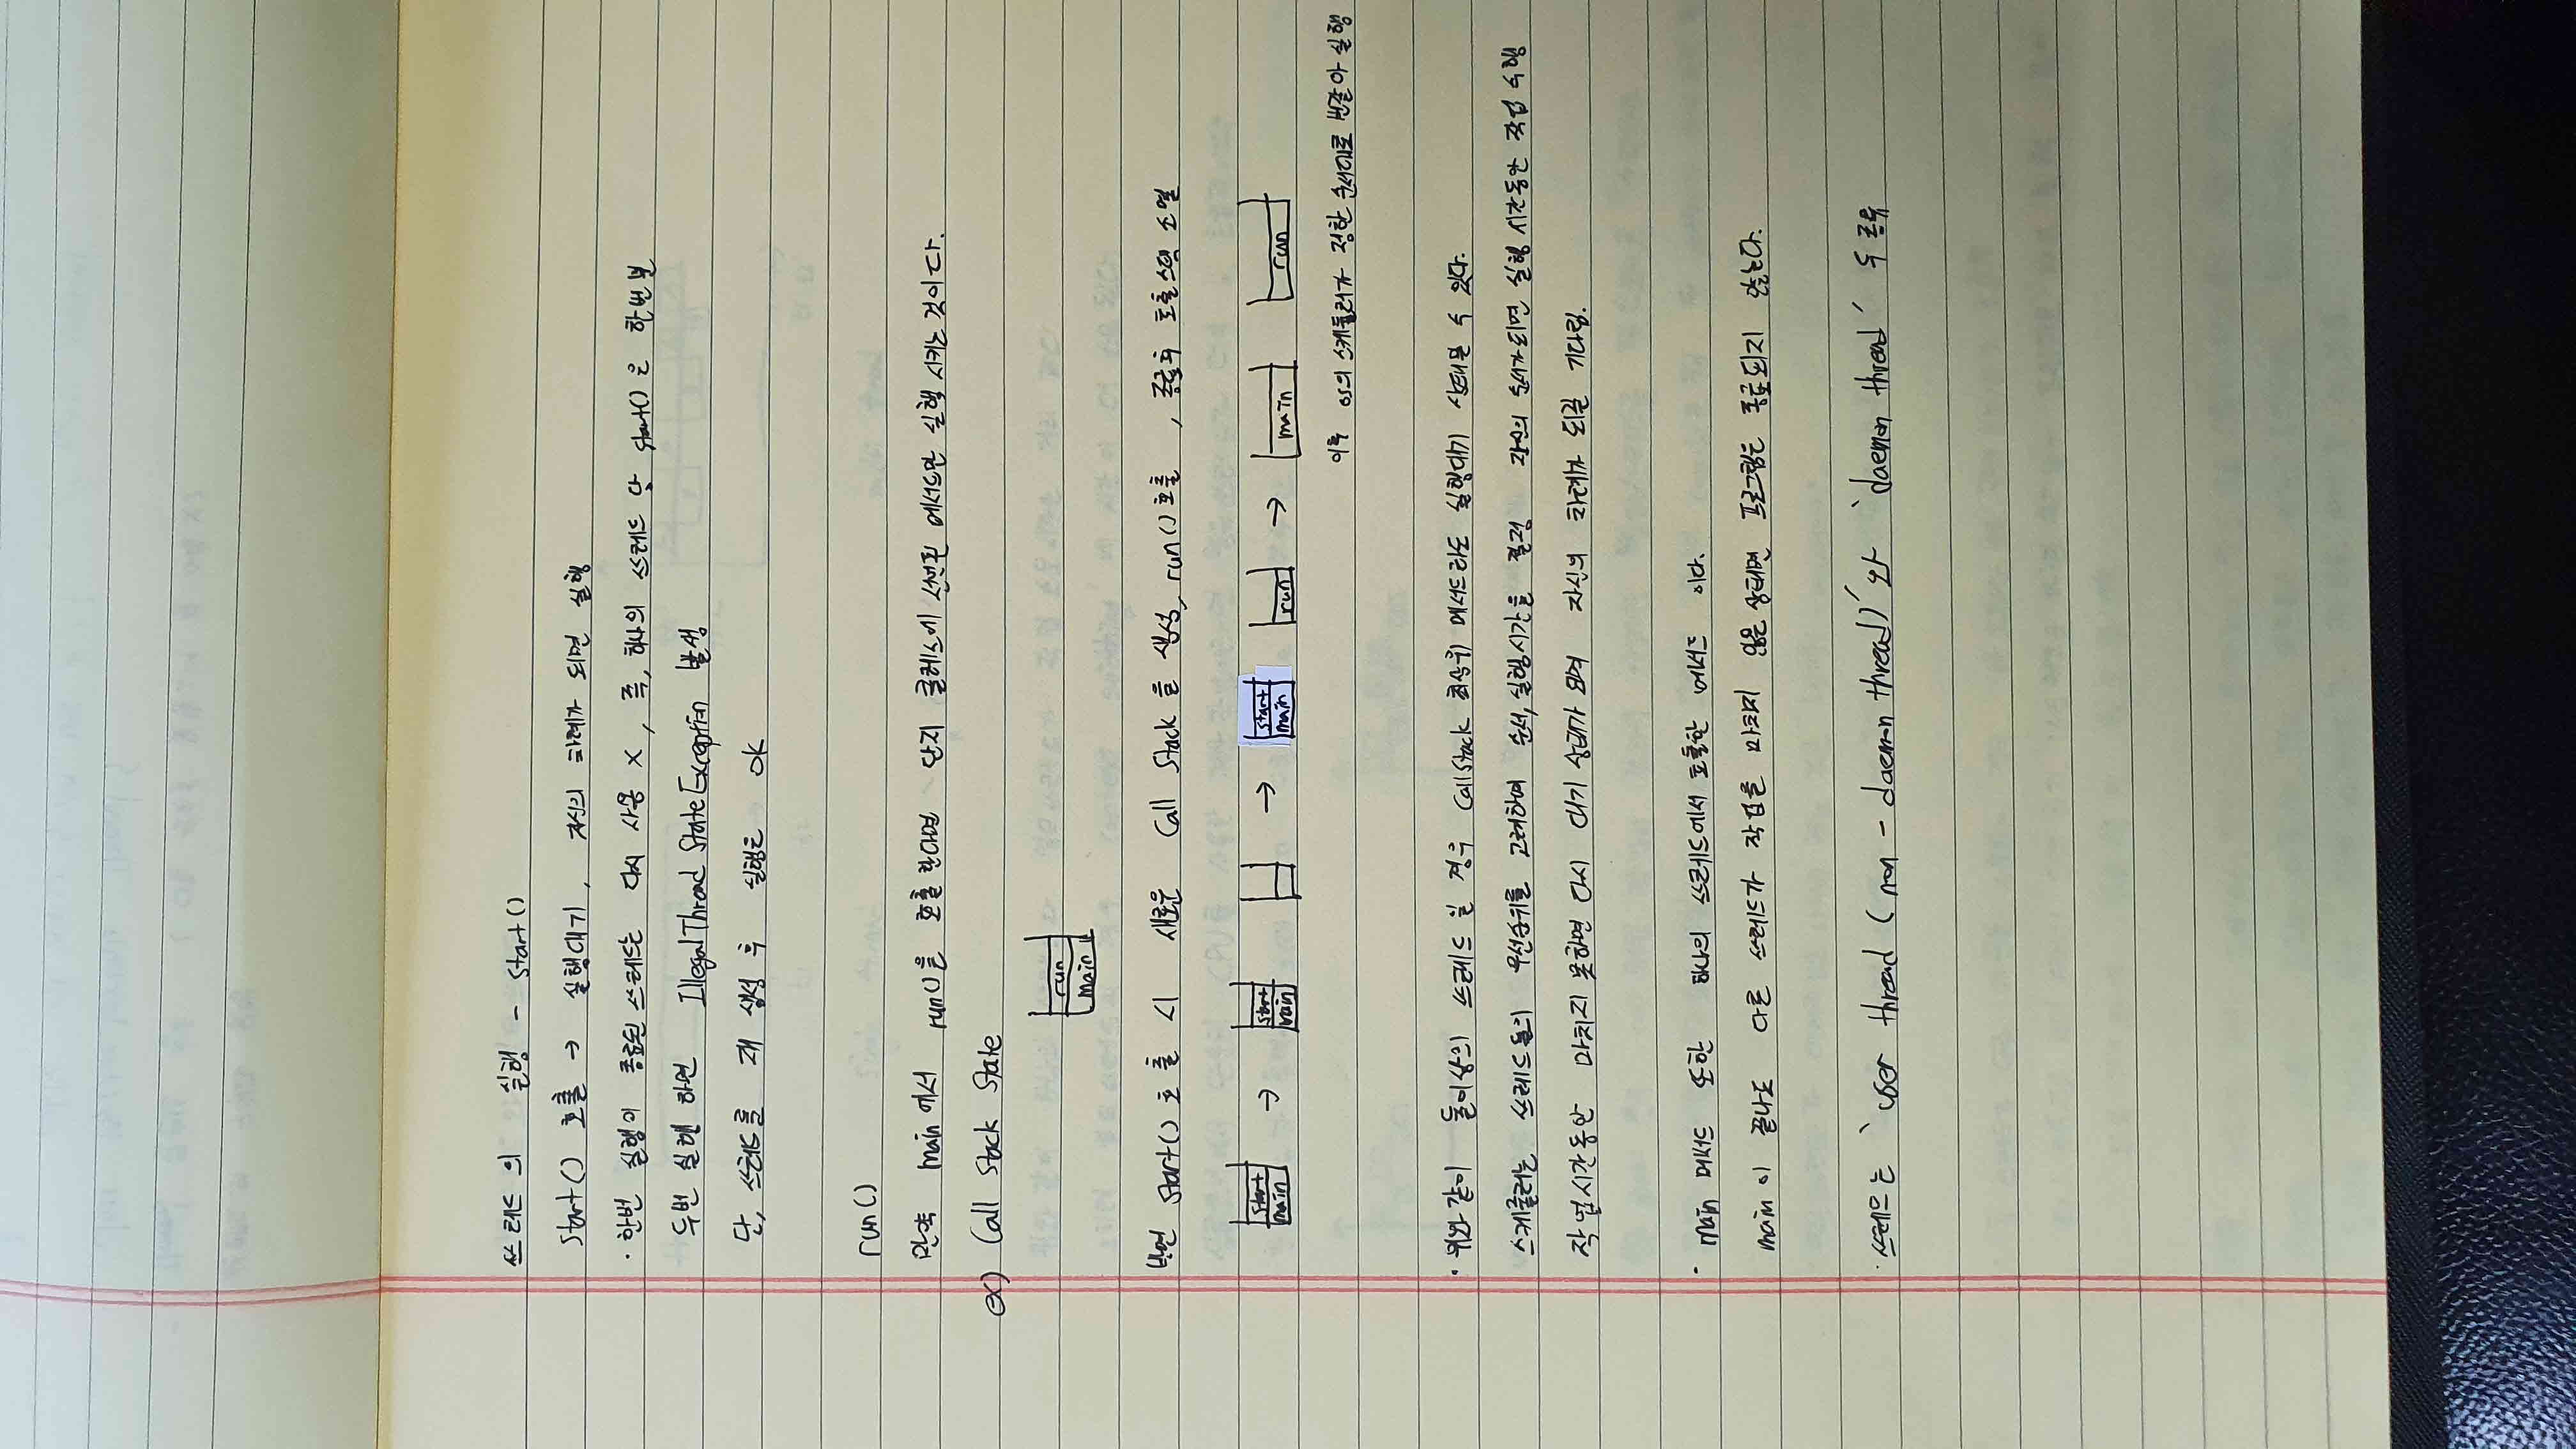 쓰레드의 실행 - start()
start() 호출 → 실행대기, 자신의 차례가 되면 실행
· 한번 실행이 종료된 쓰레드는 다시 사용 X, 즉, 하나의 쓰레드 당 start()은 한번뿐
두번 실행 하면 IllegalThreadStateException 발생
단, 쓰레드를 재 생성 후 실행은 OK
run()
만약 main에서 run()을 호출한다면 단지 클래스에 선언된 메서드만 실행 시키는 것이다.
ex) Call Stack State
run
main
반면 start() 호출 시 새로운 Call Stack을 생성, run()호출, 종료후 호출스택 소멸
start → start → start →
main main main run main run
이후 os의 스케쥴러가 정한 순서대로 번갈아 실행
· 위와 같이 둘이상의 쓰레드 일 경우 CallStack 최상위 메서드라도 실행대기 상태일 수 있다.
스케쥴러는 쓰레드들의 우선순위를 고려하여 순서, 실행시간을 결정 자신의 순서가되면 실행 시간동안 작업 수행
작업시간동안 마치지 못하면 다시 대기 상태가 되며 자신의 차례가 되길 기다림.
· main 메서드 또한 하나의 쓰레드에서 호출한 메서드 이다.
main이 끝나도 다른 쓰레드가 작업을 마치지 않은 상태면 프로그램은 종료되지 않는다.
· 쓰레드는 'user thread (non - daemon thread)'와 'daemon thread' 두 종류